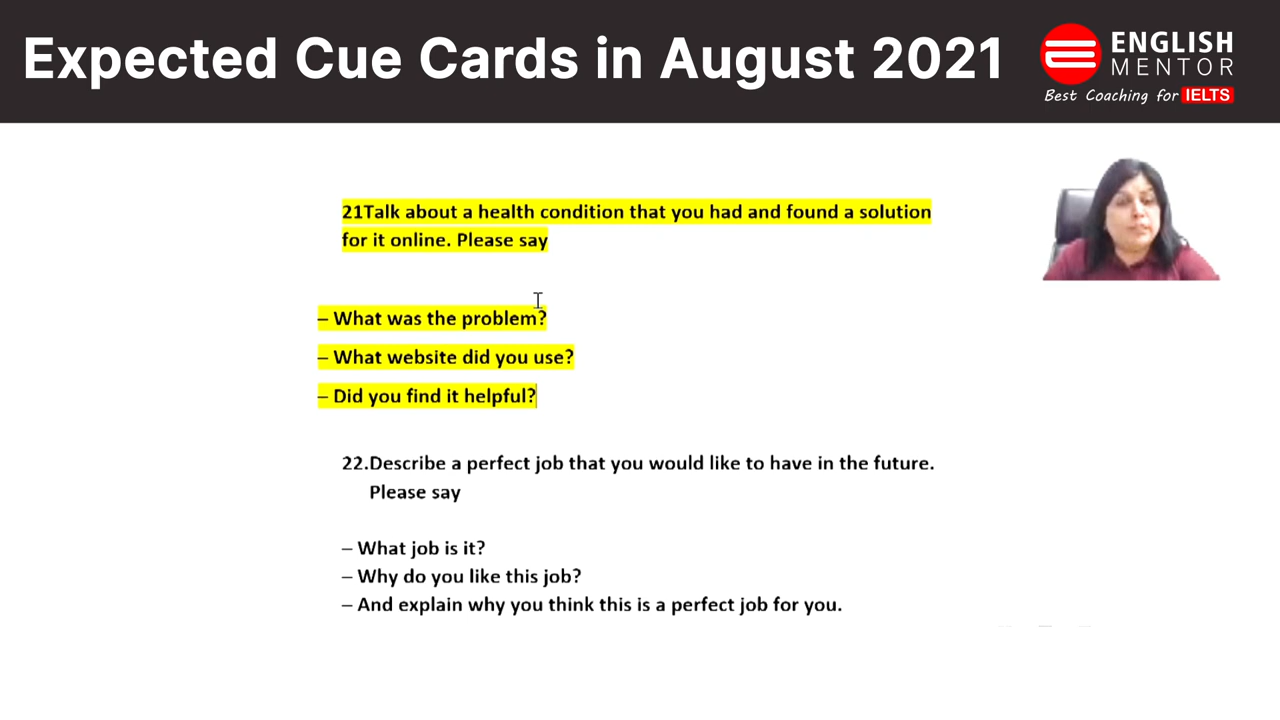 Expected Cue Cards in August 2021
ENGLISH
MENTOR
Best Coaching for IELTS
21Talk about a health condition that you had and found a solution
for it online. Please say
– What was the problem?
– What website did you use?
– Did you find it helpful?
22.Describe a perfect job that you would like to have in the future.
Please say
– What job is it?
– Why do you like this job?
– And explain why you think this is a perfect job for you.